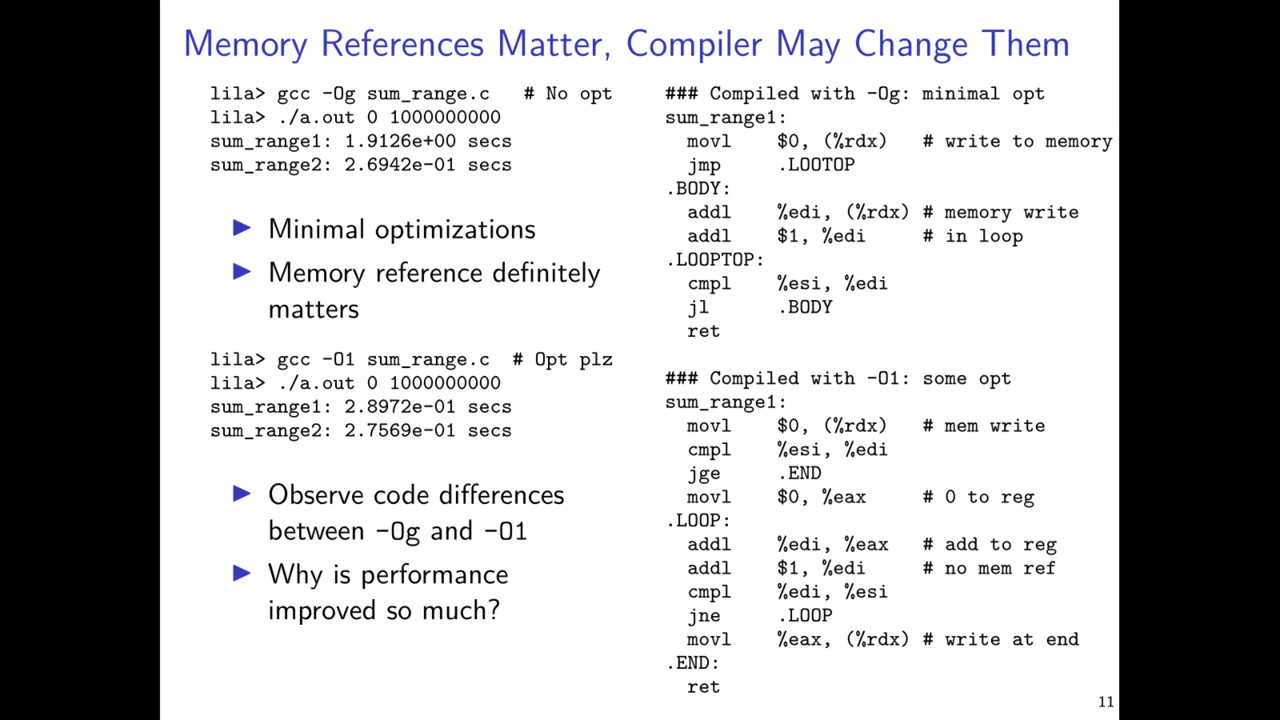 Memory References Matter, Compiler May Change Them
lila> gcc -Og sum_range.c # No opt
lila> ./a.out 0 1000000000
sum_range1: 1.9126e+00 secs
sum_range2: 2.6942e-01 secs
Minimal optimizations
Memory reference definitely
matters
lila> gcc -O1 sum_range.c # Opt plz
lila> ./a.out 0 1000000000
sum_range1: 2.8972e-01 secs
sum_range2: 2.7569e-01 secs
Observe code differences
between -Og and -O1
Why is performance
improved so much?
### Compiled with -Og: minimal opt
sum_range1:
movl $0, (%rdx) # write to memory
jmp .LOOTOP
.BODY:
addl %edi, (%rdx) # memory write
addl $1, %edi # in loop
.LOOPTOP:
cmpl %esi, %edi
jl .BODY
ret
### Compiled with -O1: some opt
sum_range1:
movl $0, (%rdx) # mem write
cmpl %esi, %edi
jge .END
movl $0, %eax # 0 to reg
.LOOP:
addl %edi, %eax # add to reg
addl $1, %edi # no mem ref
cmpl %edi, %esi
jne .LOOP
movl %eax, (%rdx) # write at end
.END:
ret
11